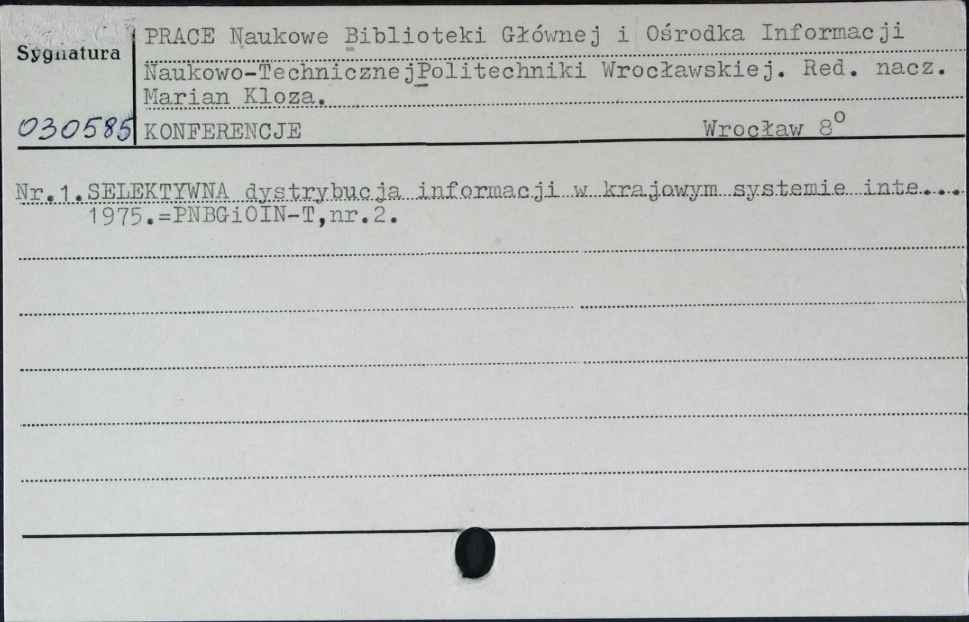 Sygnatura
PRACE Naukowe Biblioteki Głównej i Ośrodka Informacji
Naukowo-TechnicznejPolitechniki Wrocławskiej. Red. nacz.
Marian Kloza.
030585
KONFERENCJE Wrocław 8°
Nr.1.SELEKTYWNA dystrybucja informacji w krajowym systemie inte....
1975.=PNBGiOIN-T,nr.2.